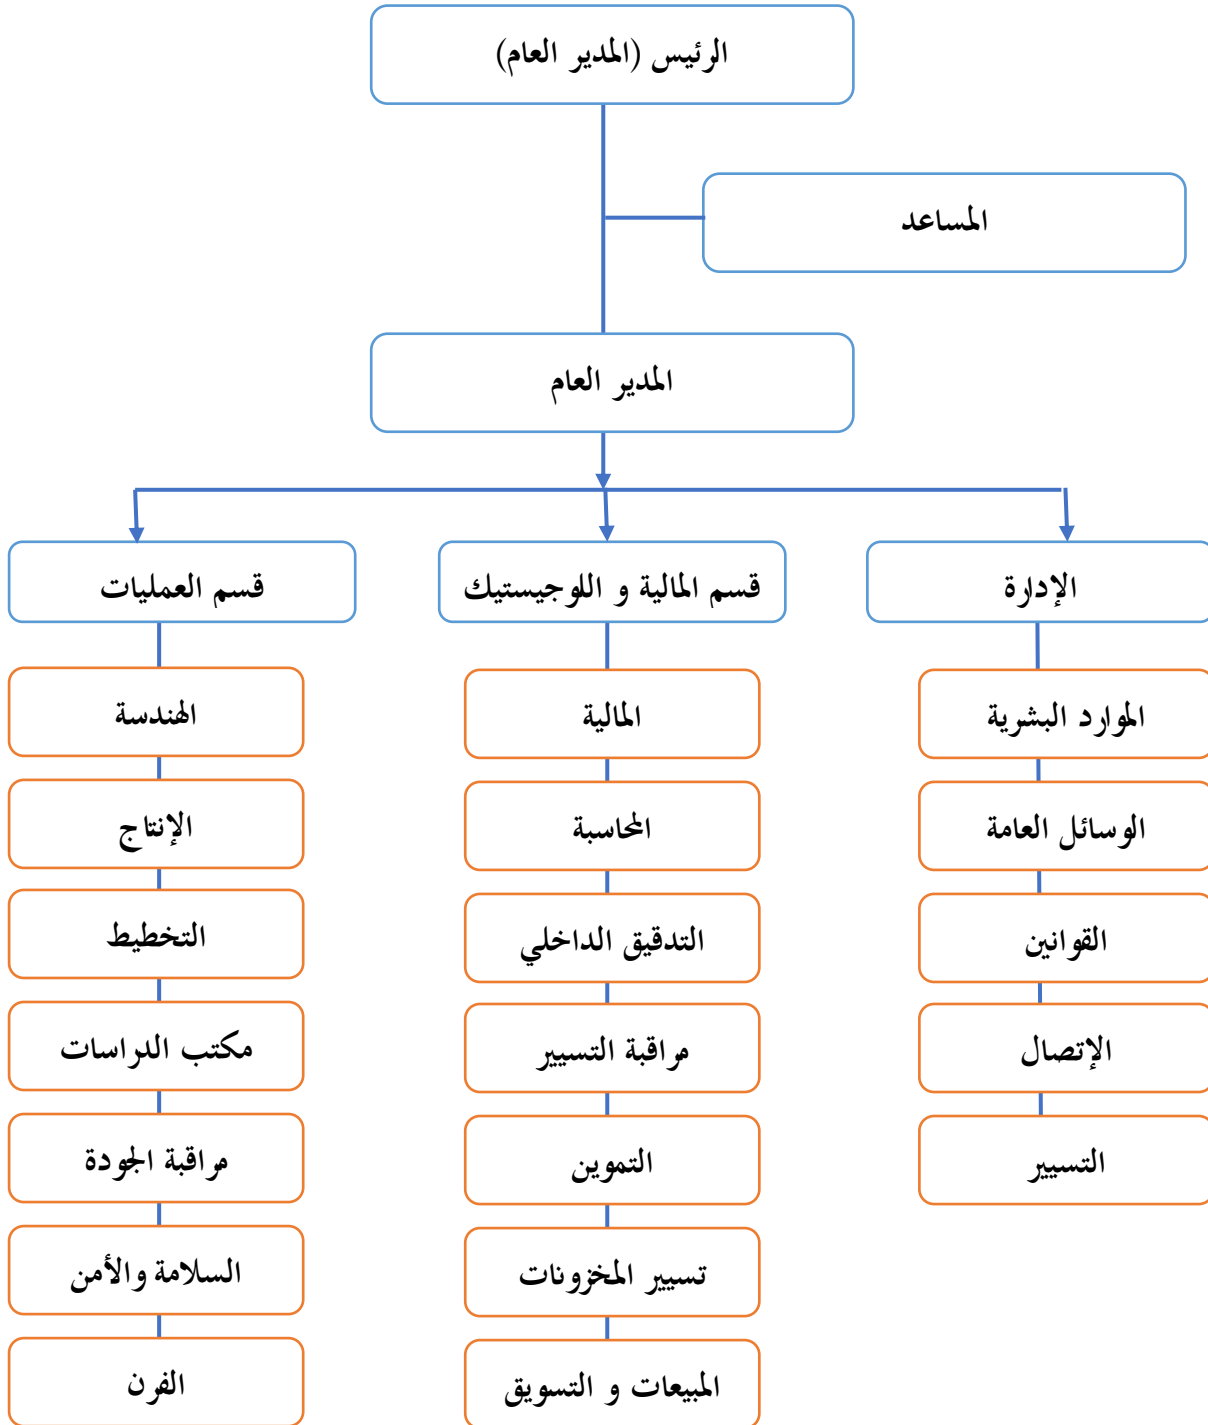 الرئيس (المدير العام)
المساعد
المدير العام
الإدارة
قسم المالية و اللوجيستيك
قسم العمليات
الموارد البشرية
المالية
الهندسة
الوسائل العامة
المحاسبة
الإنتاج
القوانين
التدقيق الداخلي
التخطيط
الإتصال
مراقبة التسيير
مكتب الدراسات
التسيير
التموين
مراقبة الجودة
تسيير المخزونات
السلامة والأمن
المبيعات و التسويق
الفرن